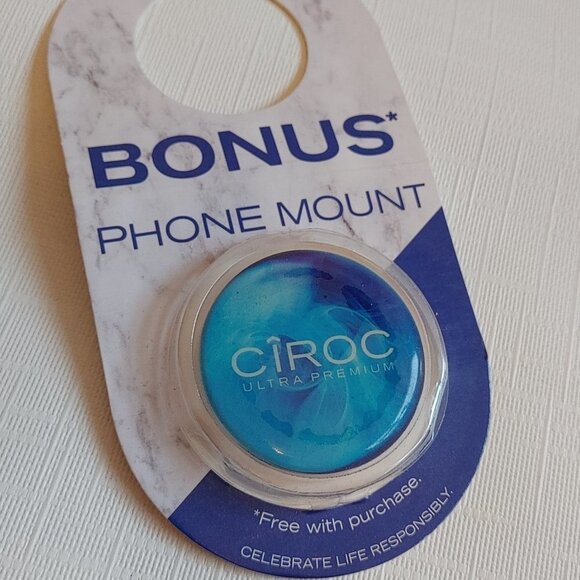 BONUS*
PHONE MOUNT
CÎROC
ULTRA PREMIUM
*Free with purchase.
CELEBRATE LIFE RESPONSIBLY.